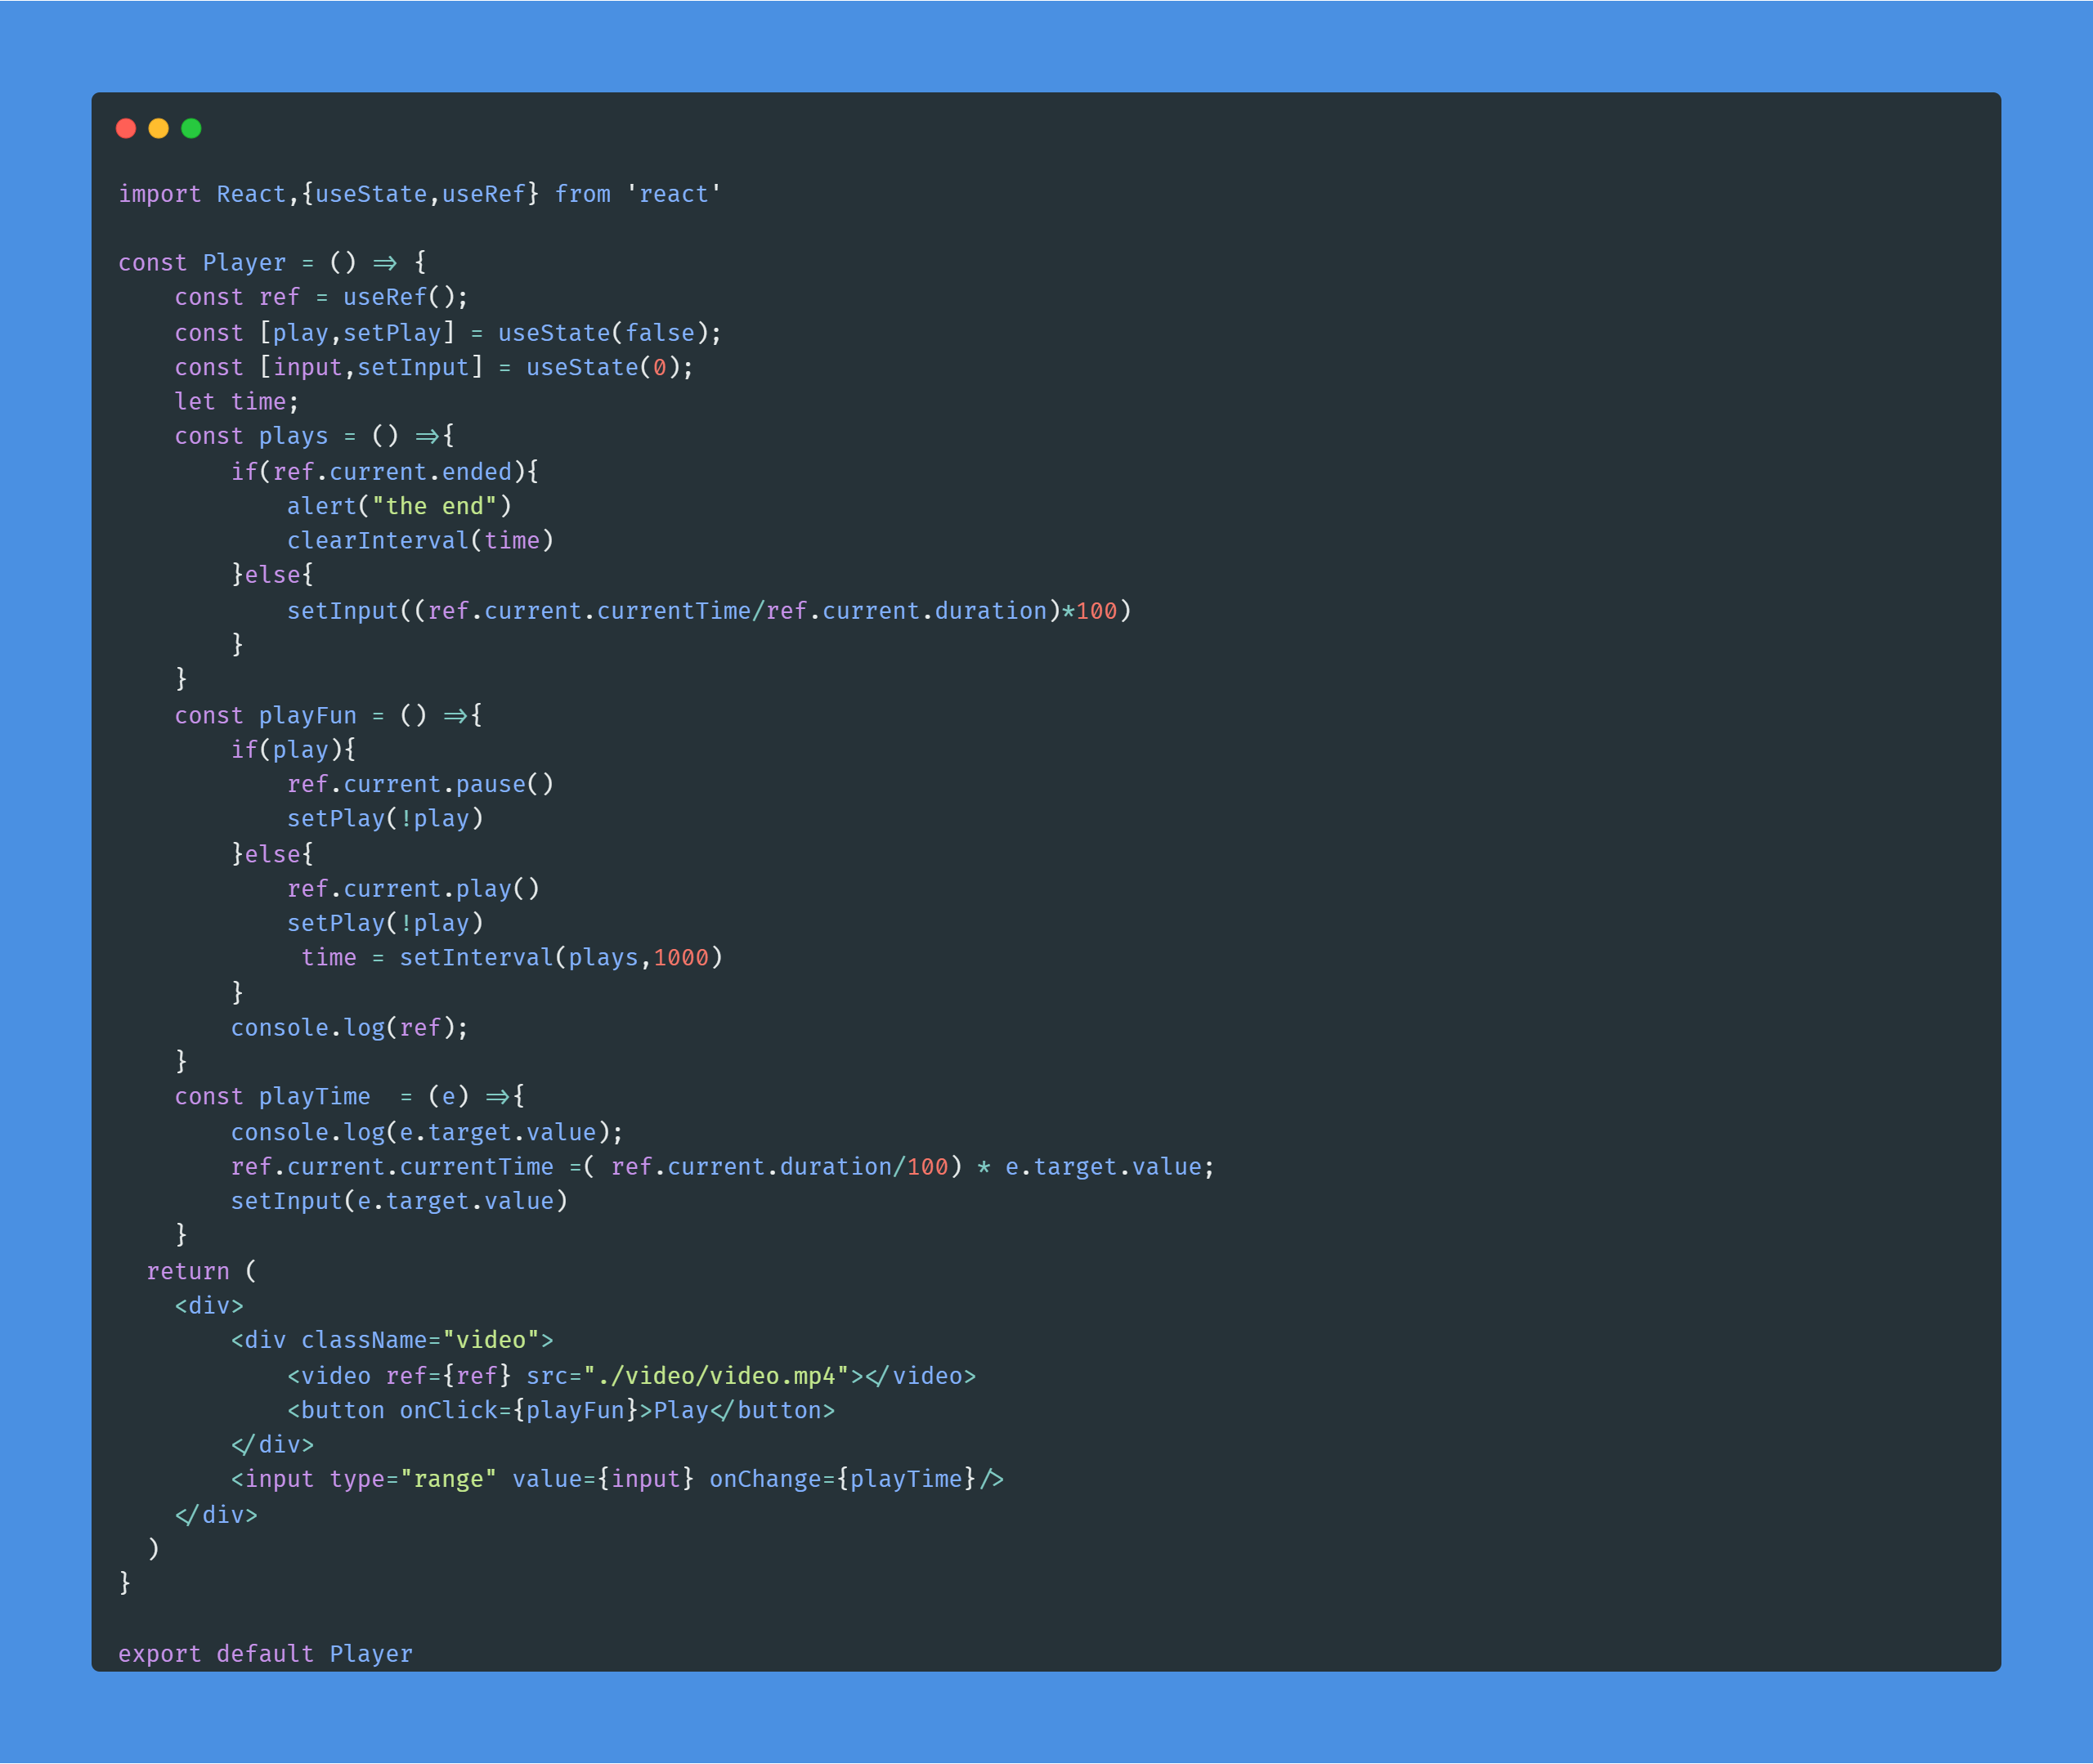 import React,{useState,useRef} from 'react'

const Player = () => {
    const ref = useRef();
    const [play,setPlay] = useState(false);
    const [input,setInput] = useState(0);
    let time;
    const plays = () =>{
        if(ref.current.ended){
            alert("the end")
            clearInterval(time)
        }else{
            setInput((ref.current.currentTime/ref.current.duration)*100)
        }
    }
    const playFun = () =>{
        if(play){
            ref.current.pause()
            setPlay(!play)
        }else{
            ref.current.play()
            setPlay(!play)
             time = setInterval(plays,1000)
        }
        console.log(ref);
    }
    const playTime  = (e) =>{
        console.log(e.target.value);
        ref.current.currentTime =( ref.current.duration/100) * e.target.value;
        setInput(e.target.value)
    }
  return (
    <div>
        <div className="video">
            <video ref={ref} src="./video/video.mp4"></video>
            <button onClick={playFun}>Play</button>
        </div>
        <input type="range" value={input} onChange={playTime}/>
    </div>
  )
}

export default Player